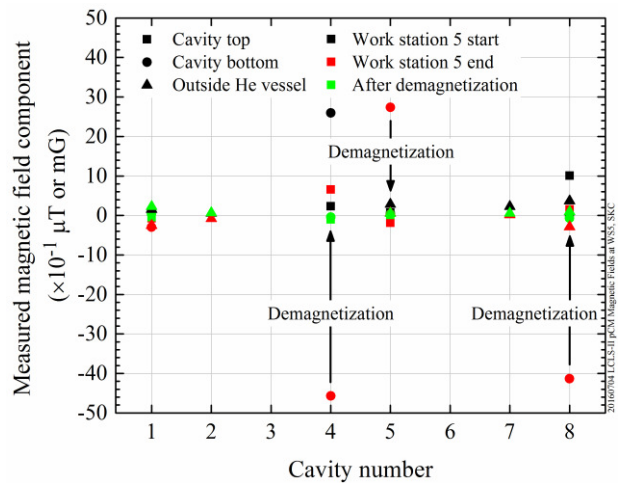 50
40
30
20
10
0
-10
-20
-30
-40
-50
Measured magnetic field component
(×10⁻¹ μT or mG)
Cavity top
Cavity bottom
Outside He vessel
Work station 5 start
Work station 5 end
After demagnetization
Demagnetization
Demagnetization
Demagnetization
1 2 3 4 5 6 7 8
Cavity number
20160704 LCLS-II pCM Magnetic Fields at WS5, SKC